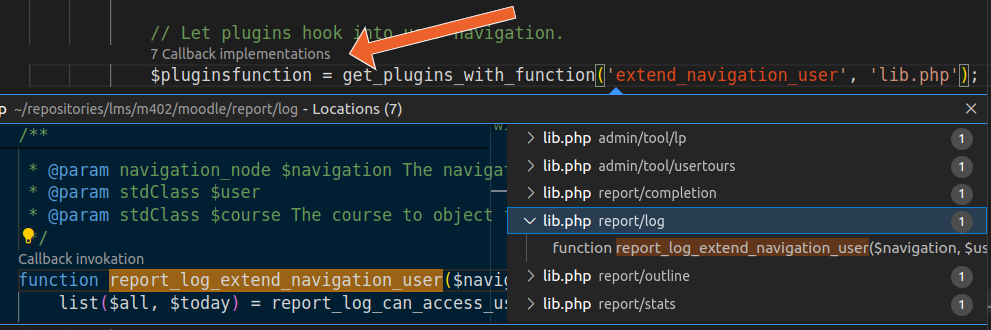 // Let plugins hook into navigation.
7 Callback implementations
$pluginsfunction = get_plugins_with_function('extend_navigation_user', 'lib.php');
p ~/repositories/lms/m402/moodle/report/log - Locations (7)
/**
* @param navigation_node $navigation The naviga
* @param stdClass $user
* @param stdClass $course The course to object
*/
Callback invokation
function report_log_extend_navigation_user($navig
list($all, $today) = report_log_can_access_us
lib.php admin/tool/lp 1
lib.php admin/tool/usertours 1
lib.php report/completion 1
lib.php report/log 1
function report_log_extend_navigation_user($navigation, $us
lib.php report/outline 1
lib.php report/stats 1